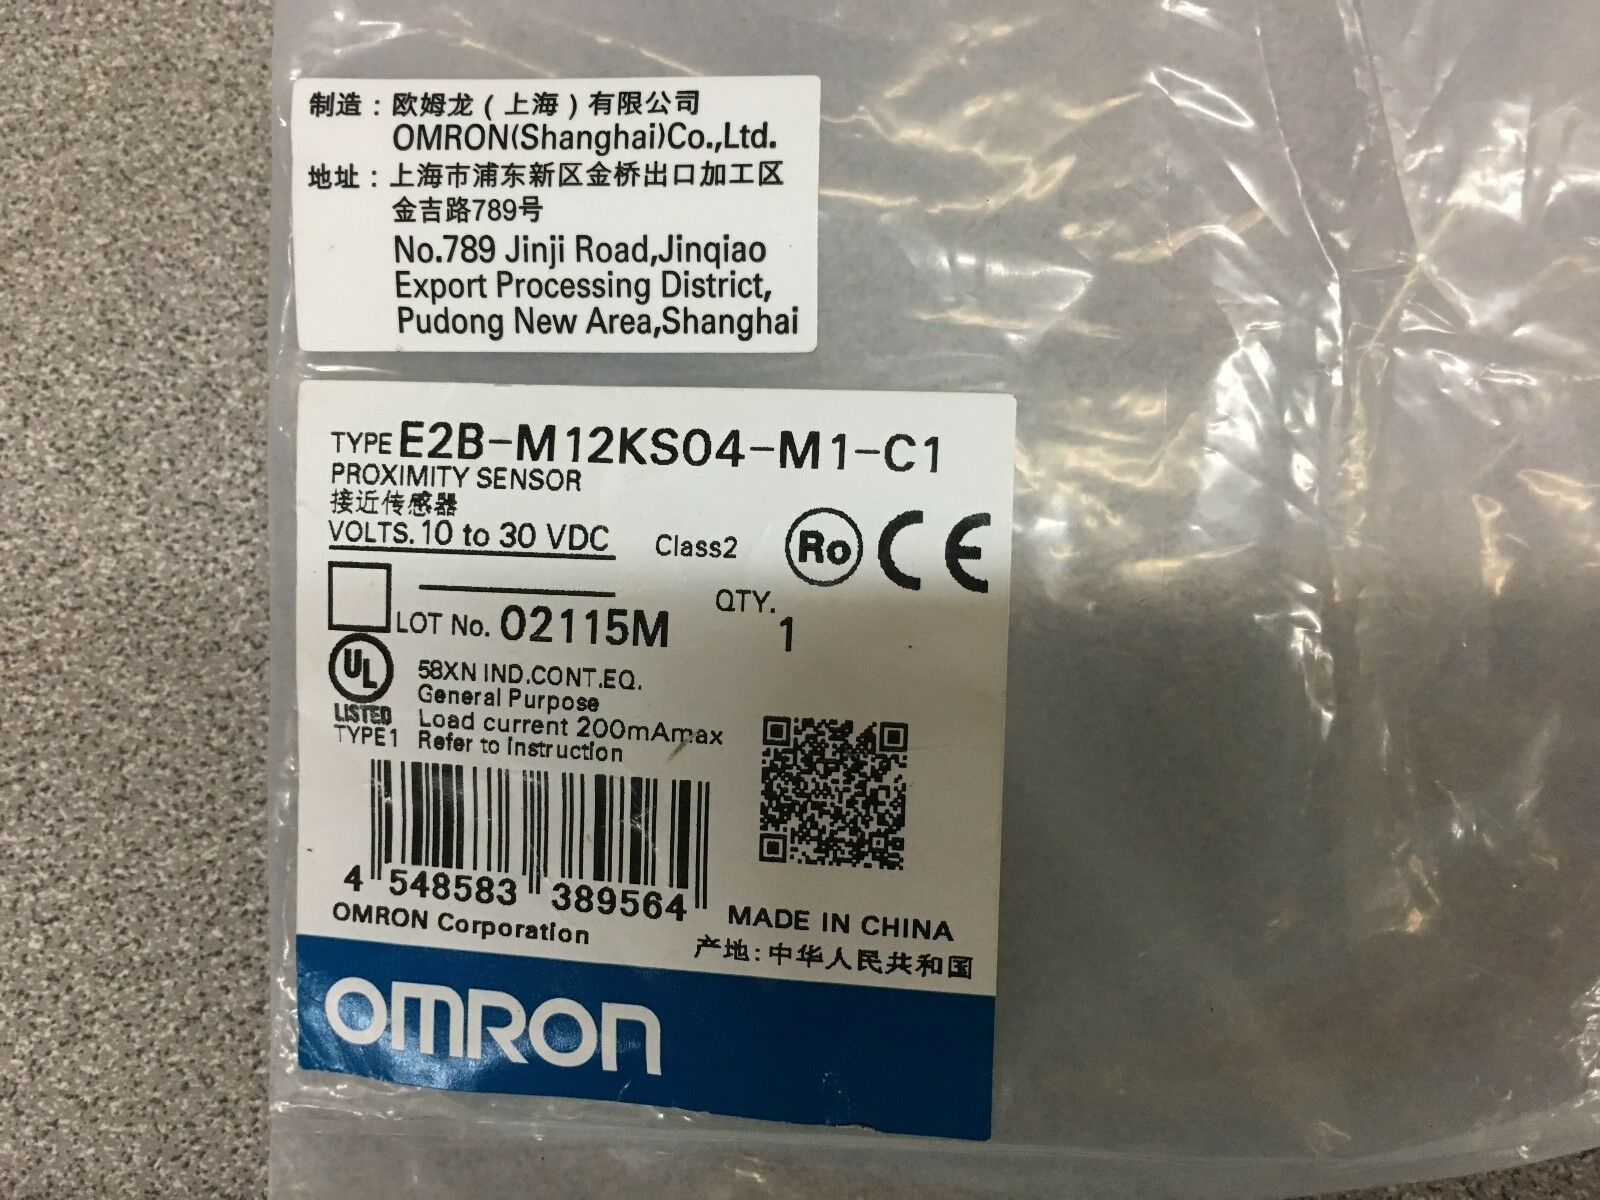 制造：欧姆龙（上海）有限公司
OMRON(Shanghai)Co.,Ltd.
地址：上海市浦东新区金桥出口加工区
金吉路789号
No.789 Jinji Road,Jinqiao
Export Processing District,
Pudong New Area,Shanghai
TYPE E2B-M12KS04-M1-C1
PROXIMITY SENSOR
接近传感器
VOLTS. 10 to 30 VDC Class2 Ro CE
LOT No. 02115M QTY. 1
UL LISTED TYPE1
58XN IND.CONT.EQ.
General Purpose
Load current 200mAmax
Refer to instruction
4 548583 389564
OMRON Corporation
MADE IN CHINA
产地:中华人民共和国
OMRON